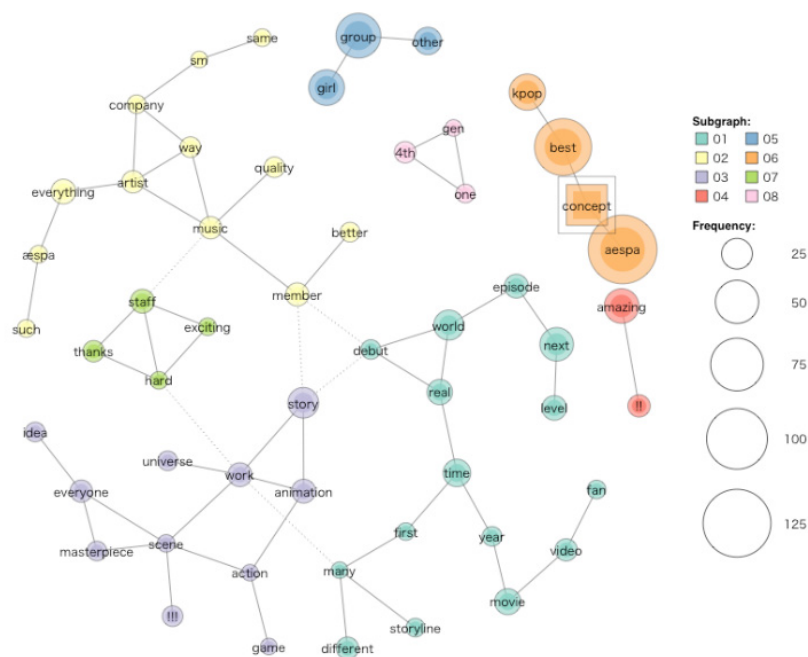 same
sm
group
other
girl
kpop
company
gen
best
way
4th
quality
artist
one
everything
concept
music
better
aespa
æspa
member
episode
amazing
staff
exciting
world
such
thanks
debut
next
hard
real
story
level
!!
idea
universe
work
time
everyone
animation
fan
first
year
masterpiece
scene
video
action
many
movie
!!!
storyline
game
different
Subgraph:
01 05
02 06
03 07
04 08
Frequency:
25
50
75
100
125